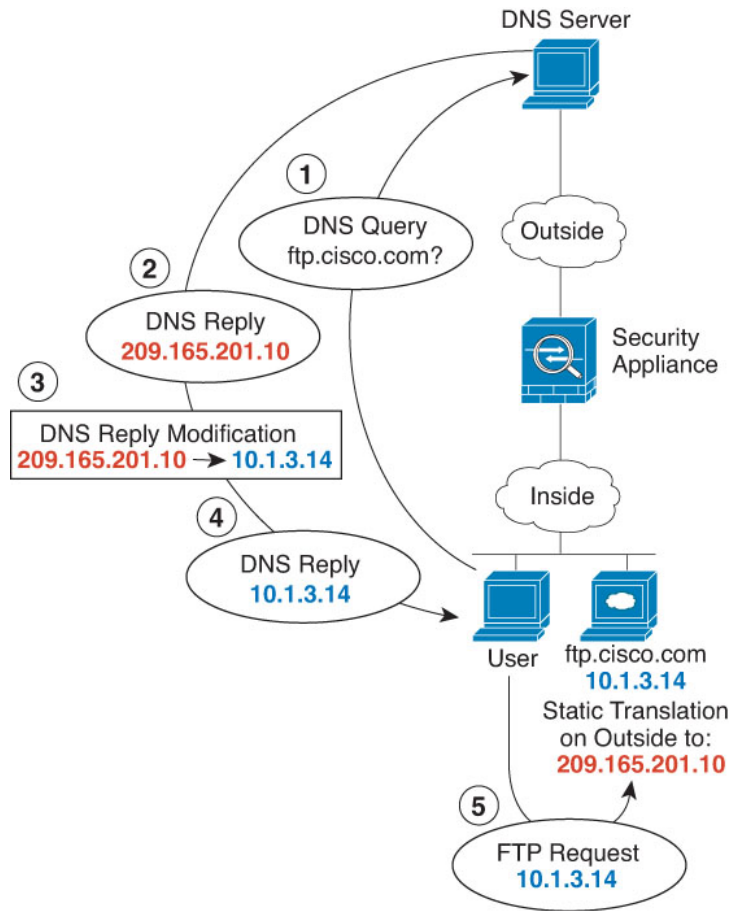 DNS Server
1
DNS Query
ftp.cisco.com?
Outside
2
DNS Reply
209.165.201.10
Security
Appliance
3
DNS Reply Modification
209.165.201.10 10.1.3.14
Inside
4
DNS Reply
10.1.3.14
User
ftp.cisco.com
10.1.3.14
Static Translation
on Outside to:
209.165.201.10
5
FTP Request
10.1.3.14